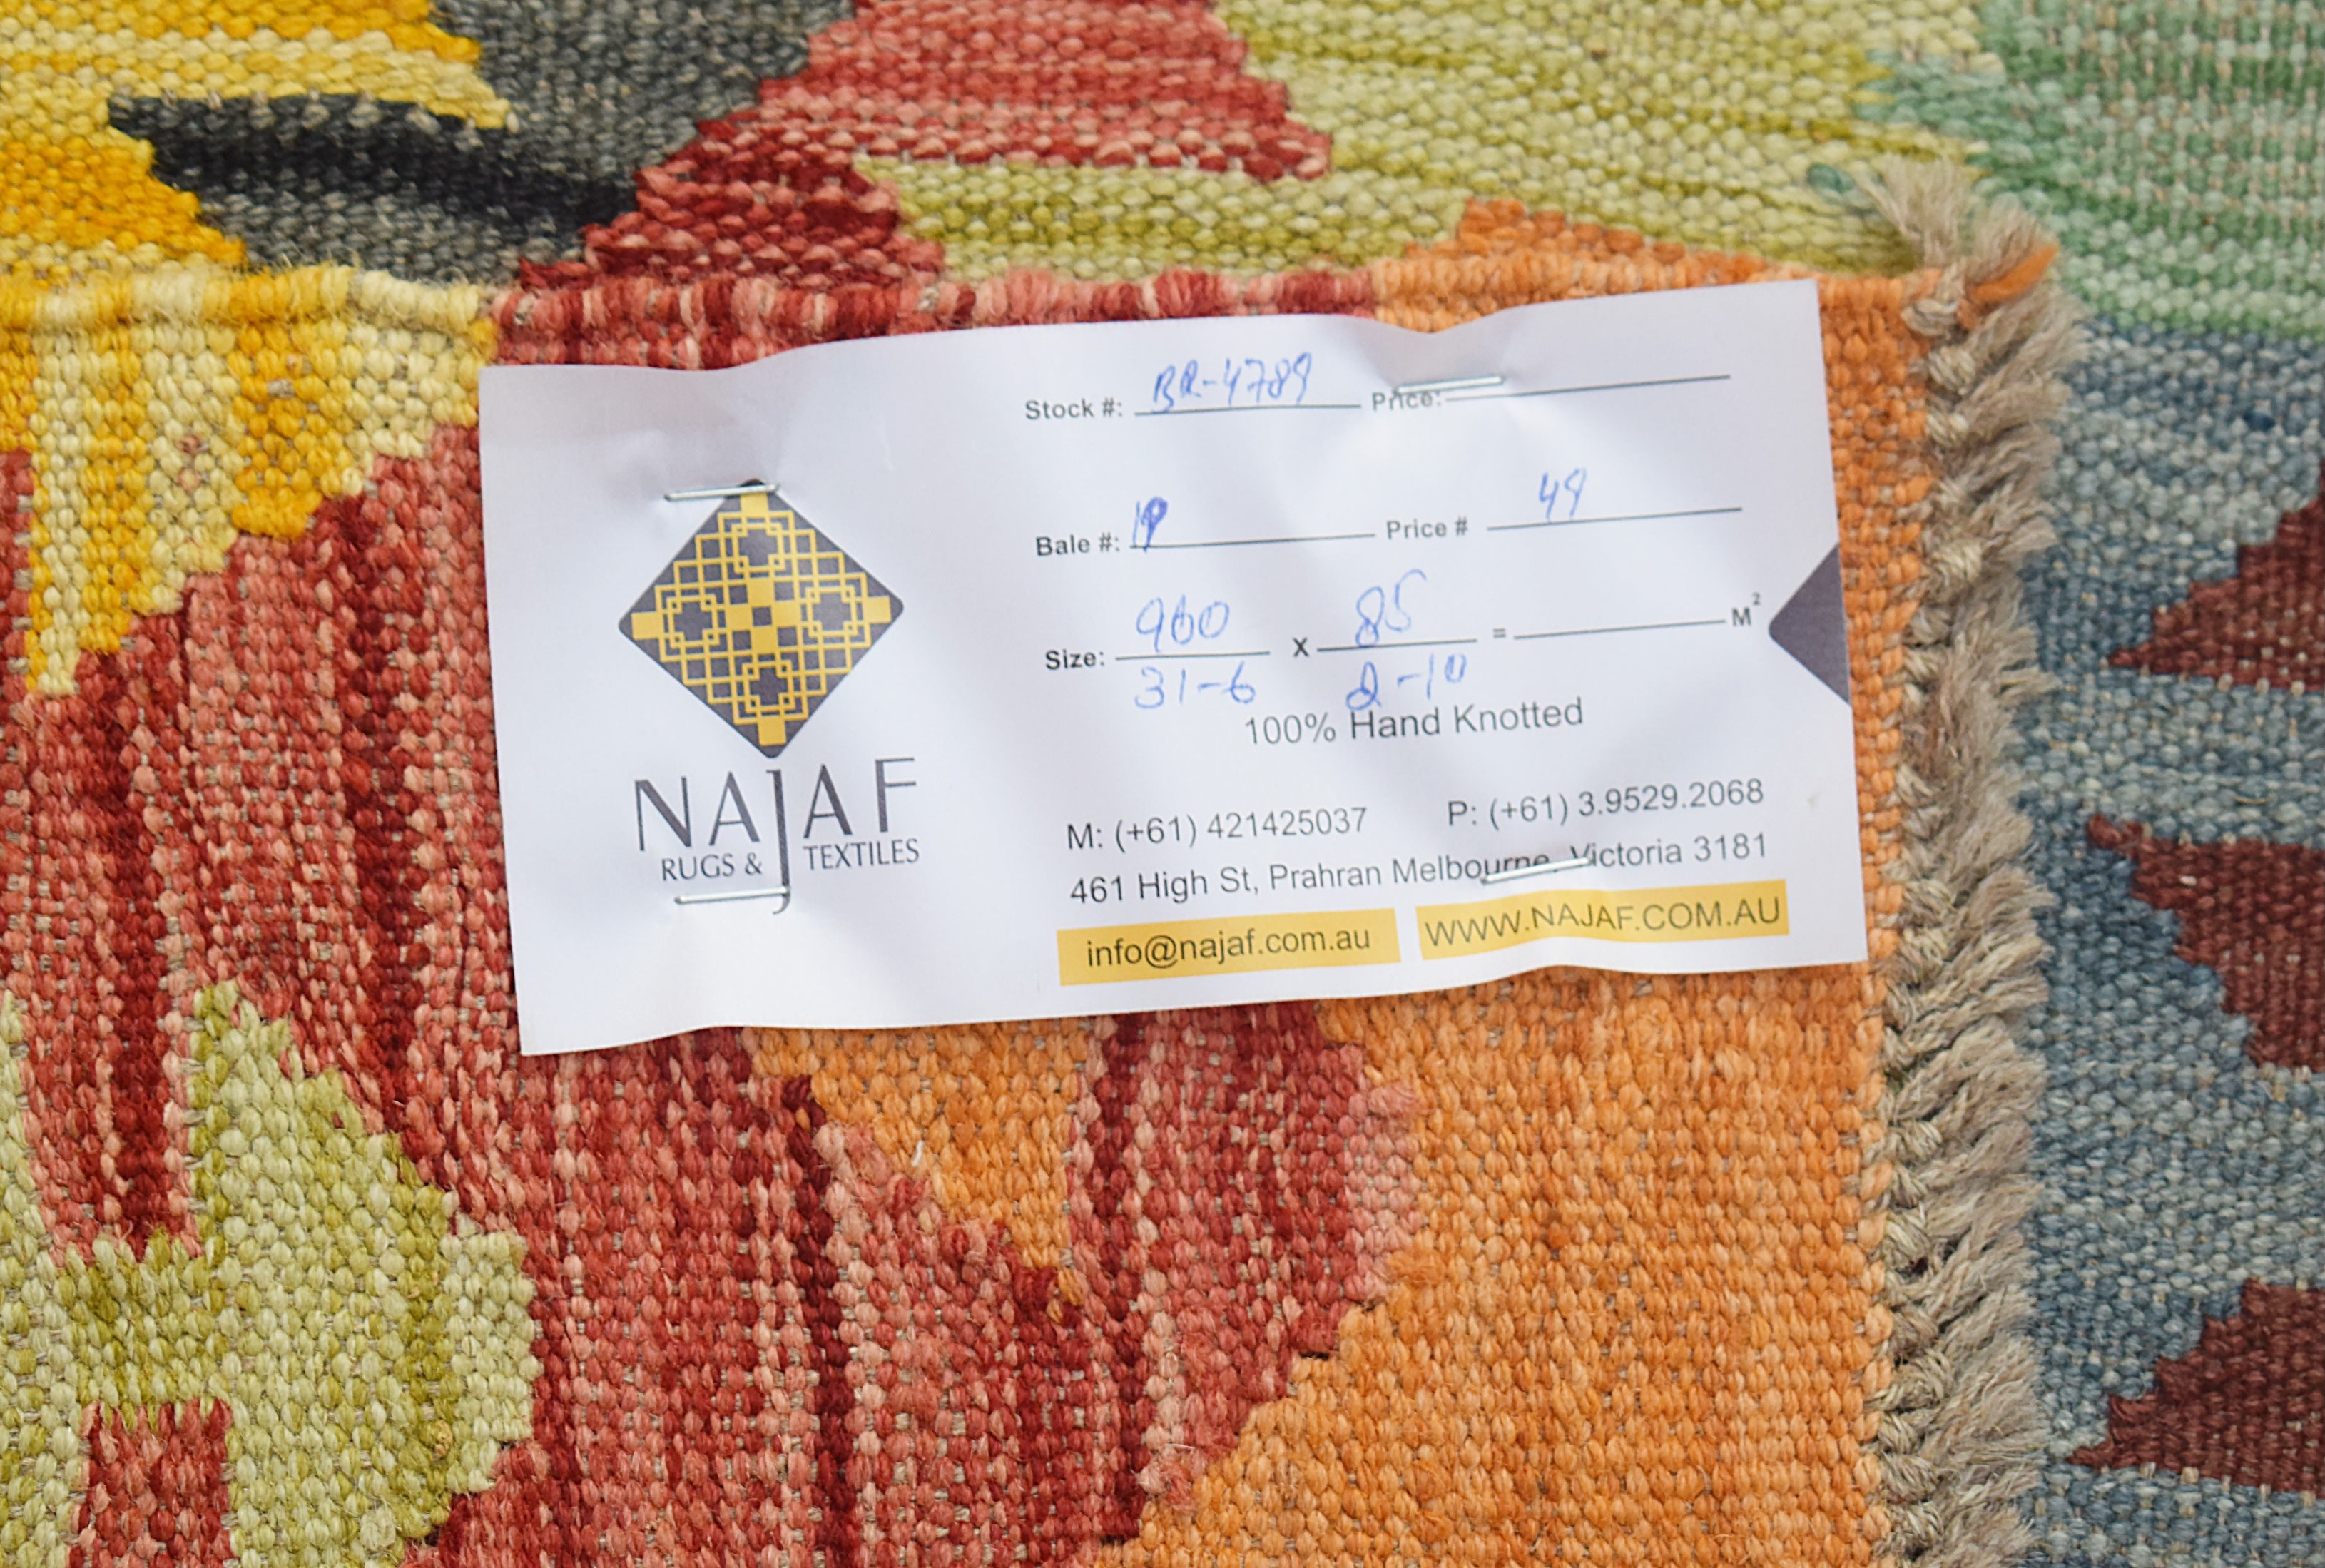 NAJAF
RUGS & TEXTILES
Stock #: BR-4789 Price:
Bale #: 19 Price # 49
Size: 960 X 85 = M²
31-6 2-10
100% Hand Knotted
M: (+61) 421425037 P: (+61) 3.9529.2068
461 High St, Prahran Melbourne, Victoria 3181
info@najaf.com.au WWW.NAJAF.COM.AU